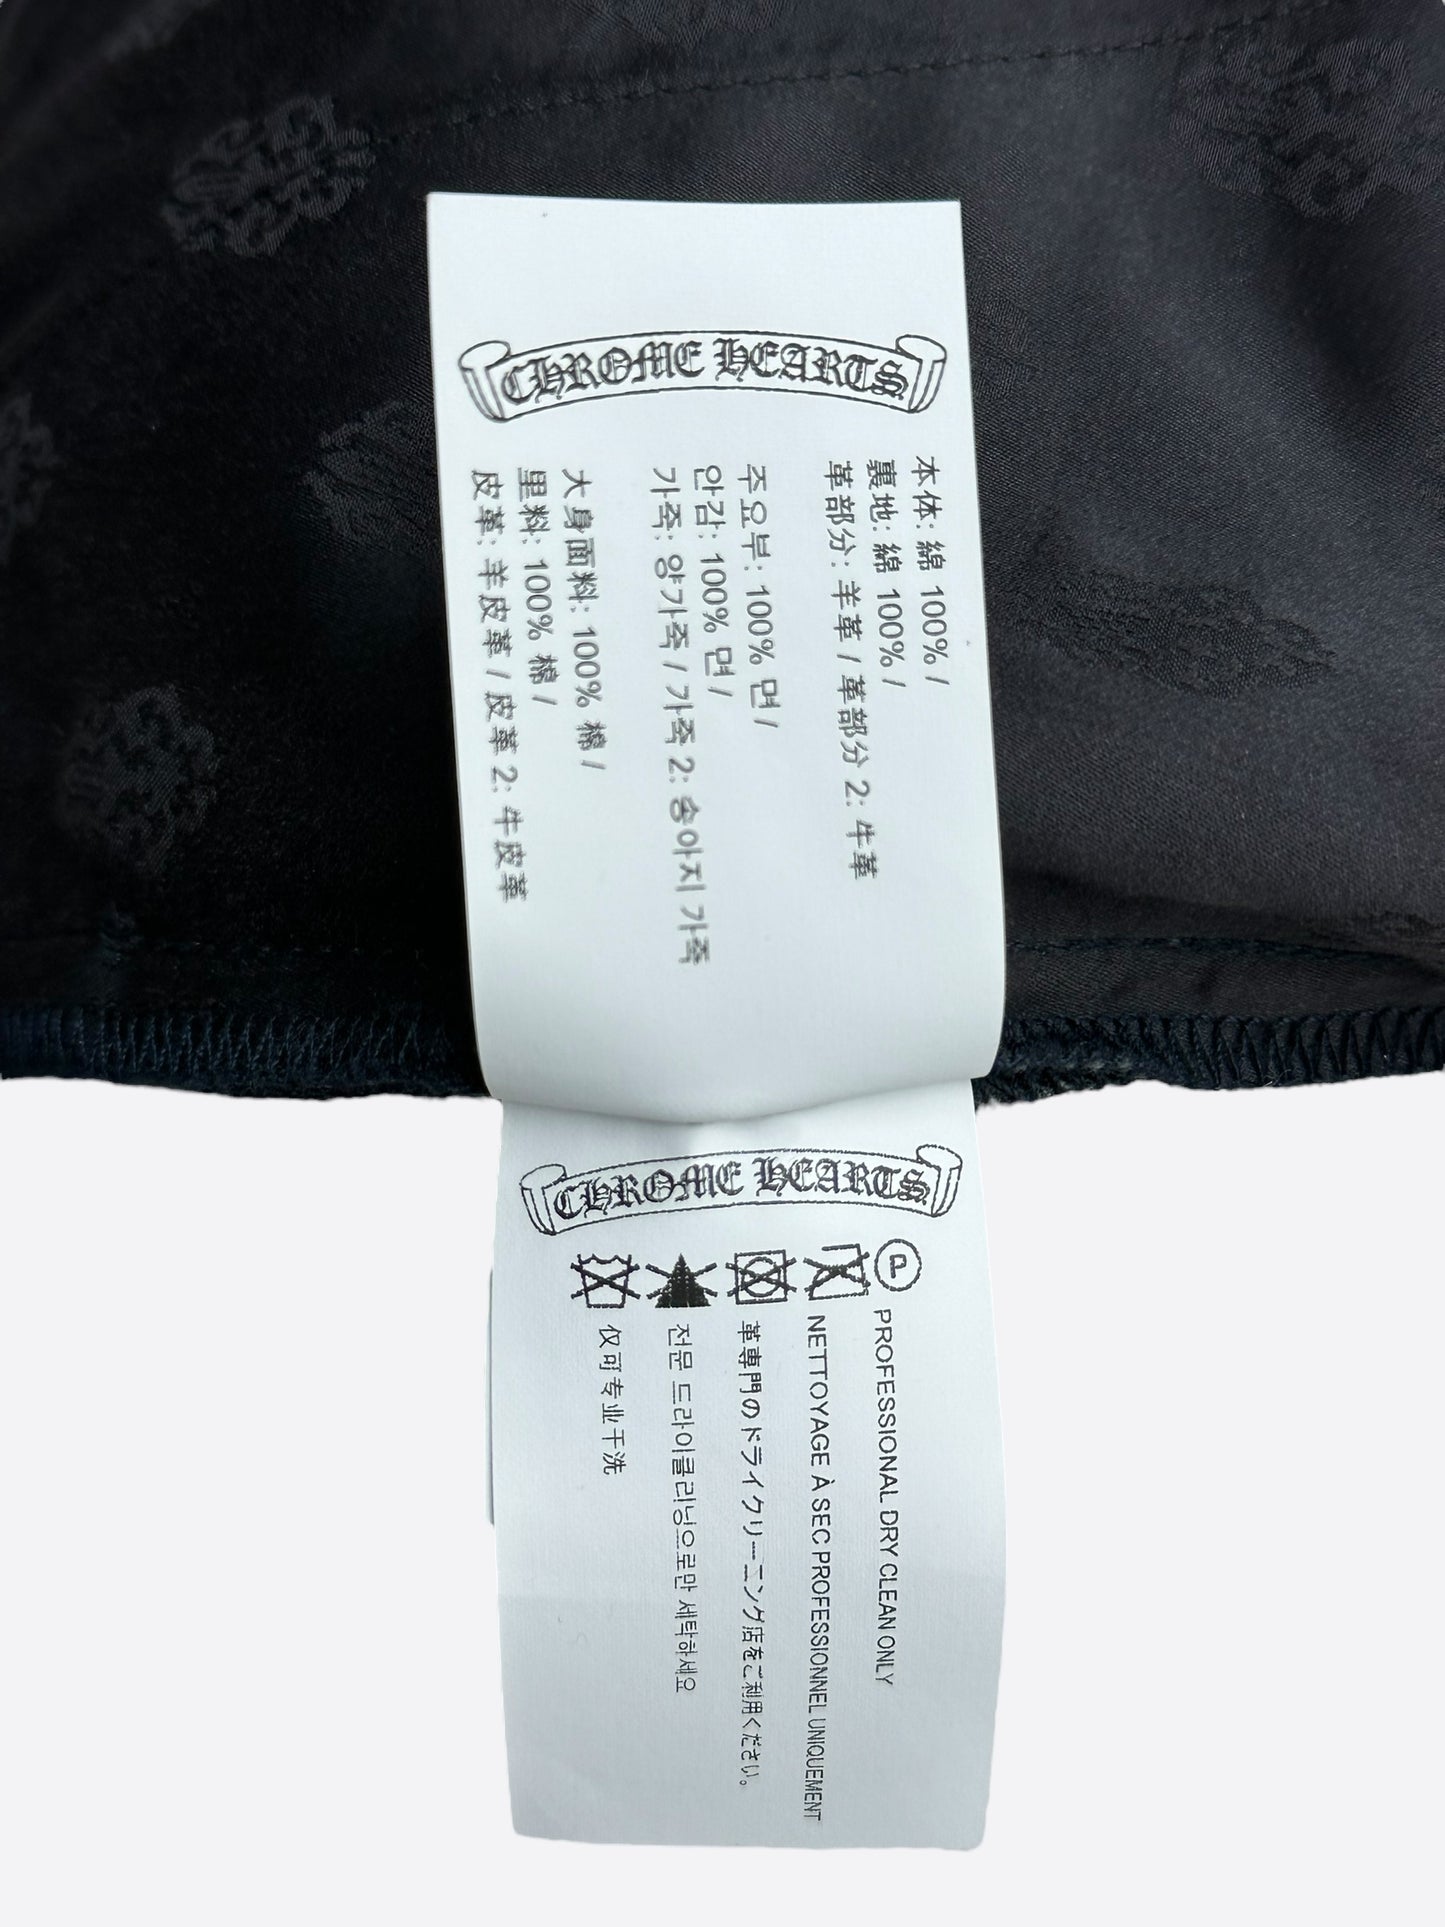 CHROME HEARTS
本体: 綿 100% /
裏地: 綿 100% /
革部分: 羊革 / 革部分 2: 牛革
주요부: 100% 면 /
안감: 100% 면 /
가죽: 양가죽 / 가죽 2: 송아지 가죽
大身面料: 100% 棉 /
里料: 100% 棉 /
皮革: 羊皮革 / 皮革 2: 牛皮革
CHROME HEARTS
P
PROFESSIONAL DRY CLEAN ONLY
NETTOYAGE À SEC PROFESSIONNEL UNIQUEMENT
革専門のドライクリーニング店をご利用ください。
전문 드라이클리닝으로만 세탁하세요
仅可专业干洗